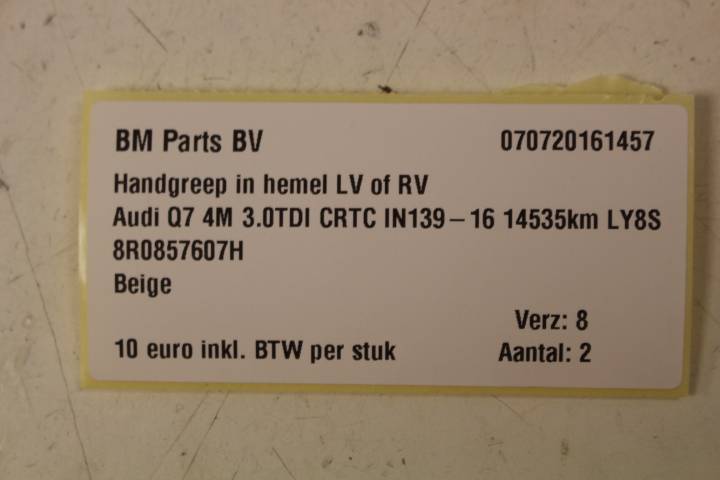 BM Parts BV 070720161457
Handgreep in hemel LV of RV
Audi Q7 4M 3.0TDI CRTC IN139-16 14535km LY8S
8R0857607H
Beige
Verz: 8
10 euro inkl. BTW per stuk Aantal: 2